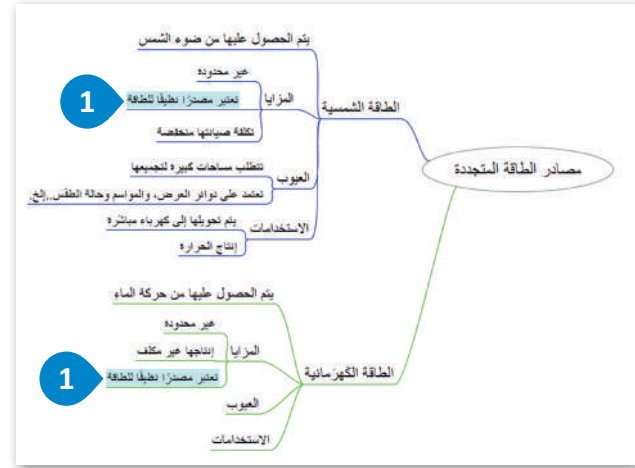 مصادر الطاقة المتجددة
الطاقة الشمسية
يتم الحصول عليها من ضوء الشمس
المزايا
غير محدودة
تعتبر مصدرًا نظيفًا للطاقة
1
تكلفة صيانتها منخفضة
العيوب
تتطلب مساحات كبيرة لتجميعها
تعتمد على دوائر العرض، والمواسم وحالة الطقس..إلخ.
الاستخدامات
يتم تحويلها إلى كهرباء مباشرة
إنتاج الحرارة
الطاقة الكَهرَمائية
يتم الحصول عليها من حركة الماء
المزايا
غير محدودة
إنتاجها غير مكلف
تعتبر مصدرًا نظيفًا للطاقة
1
العيوب
الاستخدامات